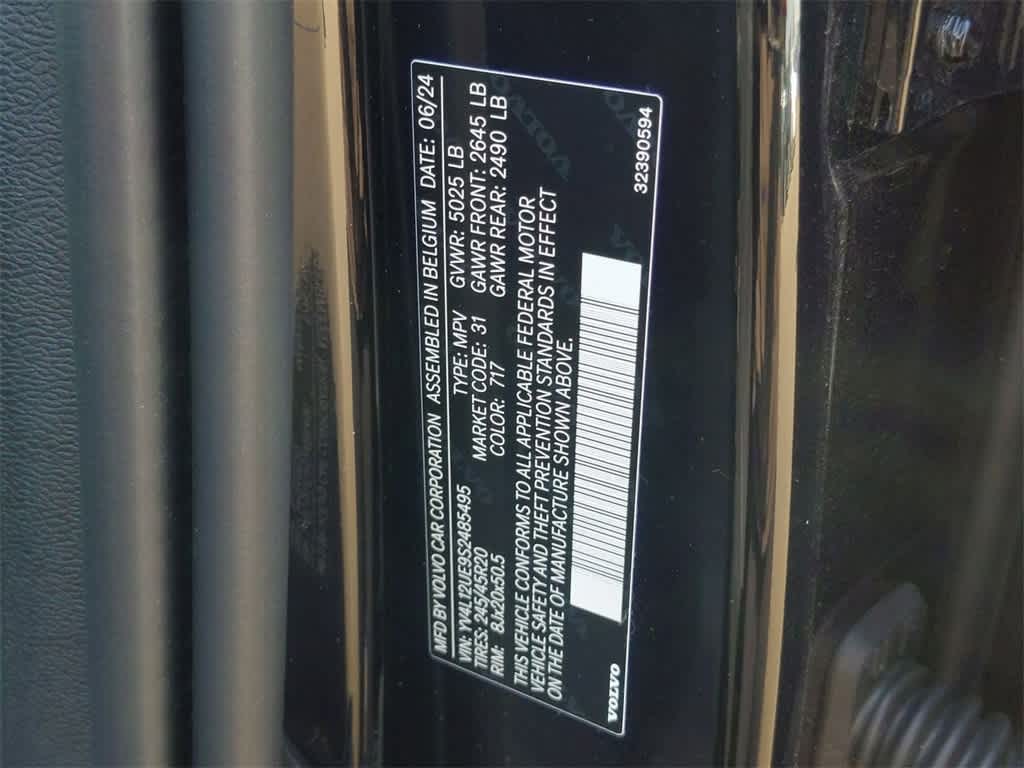 MFD BY VOLVO CAR CORPORATION ASSEMBLED IN BELGIUM DATE: 06/24
VIN: YV4L12UE9S2485495 TYPE: MPV GVWR: 5025 LB
TIRES: 245/45R20 MARKET CODE: 31 GAWR FRONT: 2645 LB
RIM: 8Jx20x50.5 COLOR: 717 GAWR REAR: 2490 LB
THIS VEHICLE CONFORMS TO ALL APPLICABLE FEDERAL MOTOR
VEHICLE SAFETY AND THEFT PREVENTION STANDARDS IN EFFECT
ON THE DATE OF MANUFACTURE SHOWN ABOVE.
VOLVO 32390594